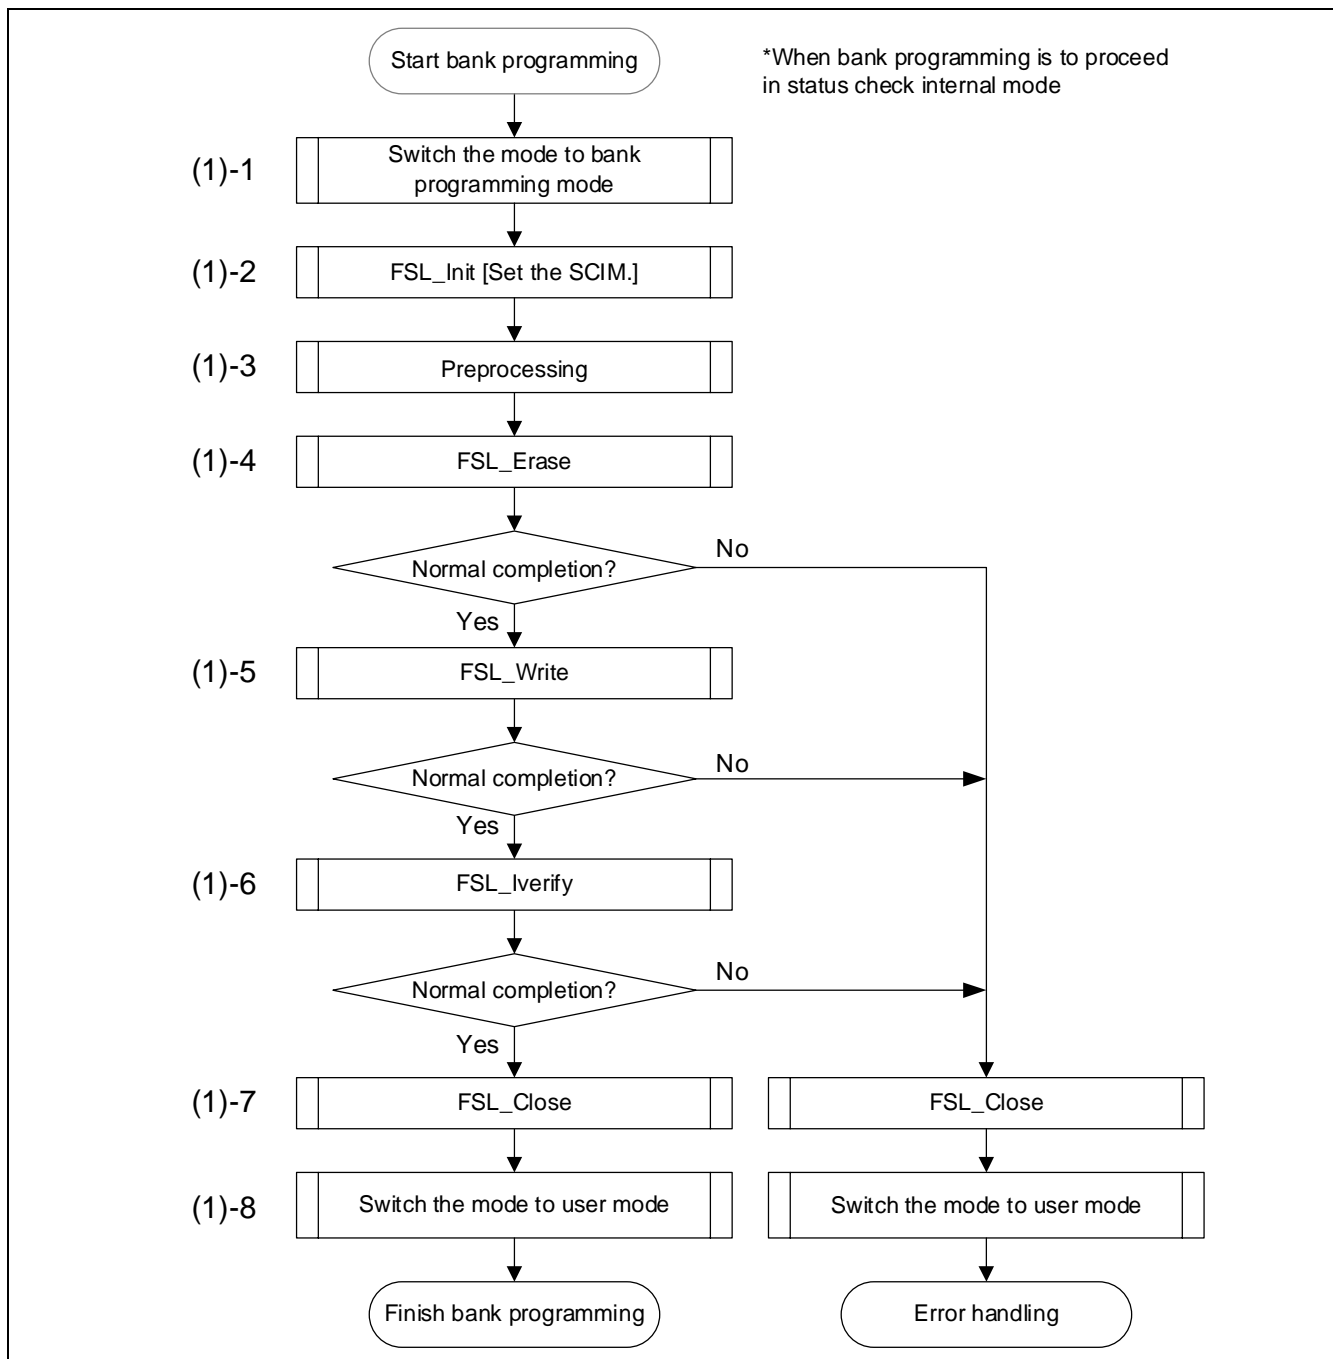 Start bank programming
*When bank programming is to proceed
in status check internal mode
(1)-1
Switch the mode to bank
programming mode
(1)-2
FSL_Init [Set the SCIM.]
(1)-3
Preprocessing
(1)-4
FSL_Erase
Normal completion?
No
Yes
(1)-5
FSL_Write
Normal completion?
No
Yes
(1)-6
FSL_Iverify
Normal completion?
No
Yes
(1)-7
FSL_Close
FSL_Close
(1)-8
Switch the mode to user mode
Switch the mode to user mode
Finish bank programming
Error handling